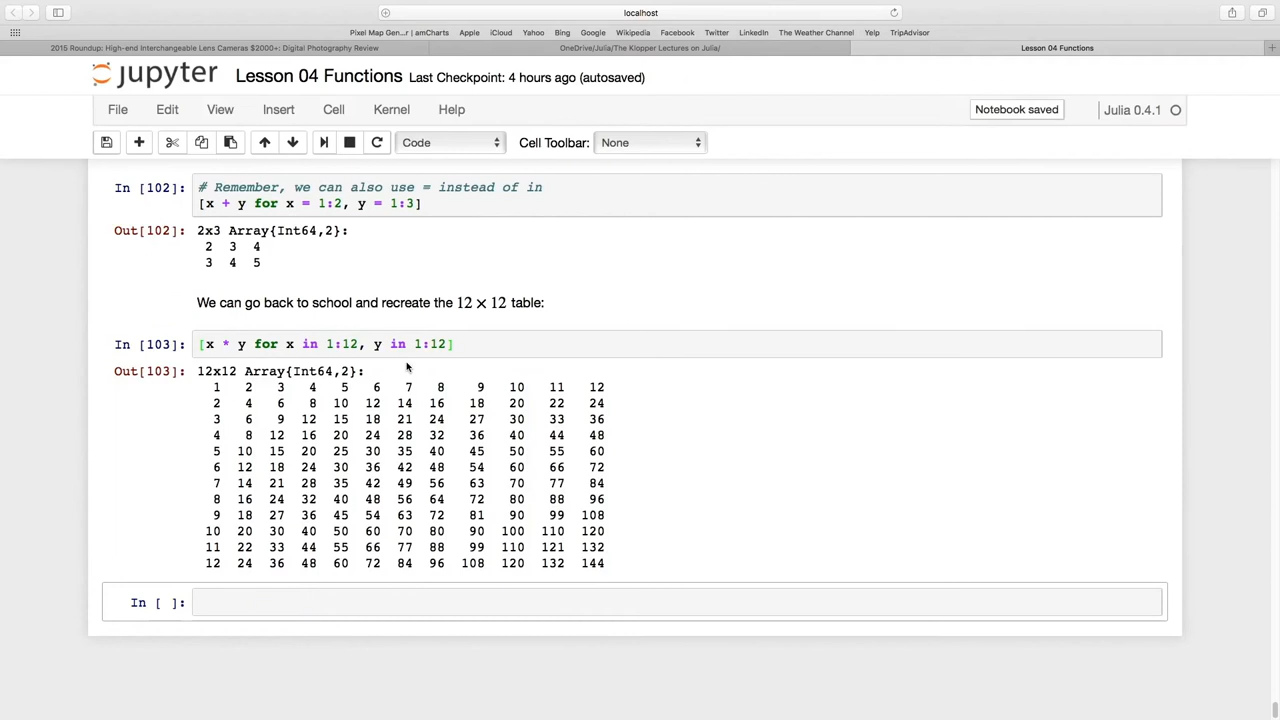 localhost
Pixel Map Gen...r | amCharts Apple iCloud Yahoo Bing Google Wikipedia Facebook Twitter LinkedIn The Weather Channel Yelp TripAdvisor
2015 Roundup: High-end Interchangeable Lens Cameras $2000+: Digital Photography Review OneDrive/Julia/The Klopper Lectures on Julia/ Lesson 04 Functions
jupyter Lesson 04 Functions Last Checkpoint: 4 hours ago (autosaved)
File Edit View Insert Cell Kernel Help Notebook saved Julia 0.4.1
Code Cell Toolbar: None
In [102]: # Remember, we can also use = instead of in
[x + y for x = 1:2, y = 1:3]
Out[102]: 2x3 Array{Int64,2}:
2 3 4
3 4 5
We can go back to school and recreate the 12 × 12 table:
In [103]: [x * y for x in 1:12, y in 1:12]
Out[103]: 12x12 Array{Int64,2}:
1 2 3 4 5 6 7 8 9 10 11 12
2 4 6 8 10 12 14 16 18 20 22 24
3 6 9 12 15 18 21 24 27 30 33 36
4 8 12 16 20 24 28 32 36 40 44 48
5 10 15 20 25 30 35 40 45 50 55 60
6 12 18 24 30 36 42 48 54 60 66 72
7 14 21 28 35 42 49 56 63 70 77 84
8 16 24 32 40 48 56 64 72 80 88 96
9 18 27 36 45 54 63 72 81 90 99 108
10 20 30 40 50 60 70 80 90 100 110 120
11 22 33 44 55 66 77 88 99 110 121 132
12 24 36 48 60 72 84 96 108 120 132 144
In [ ]: